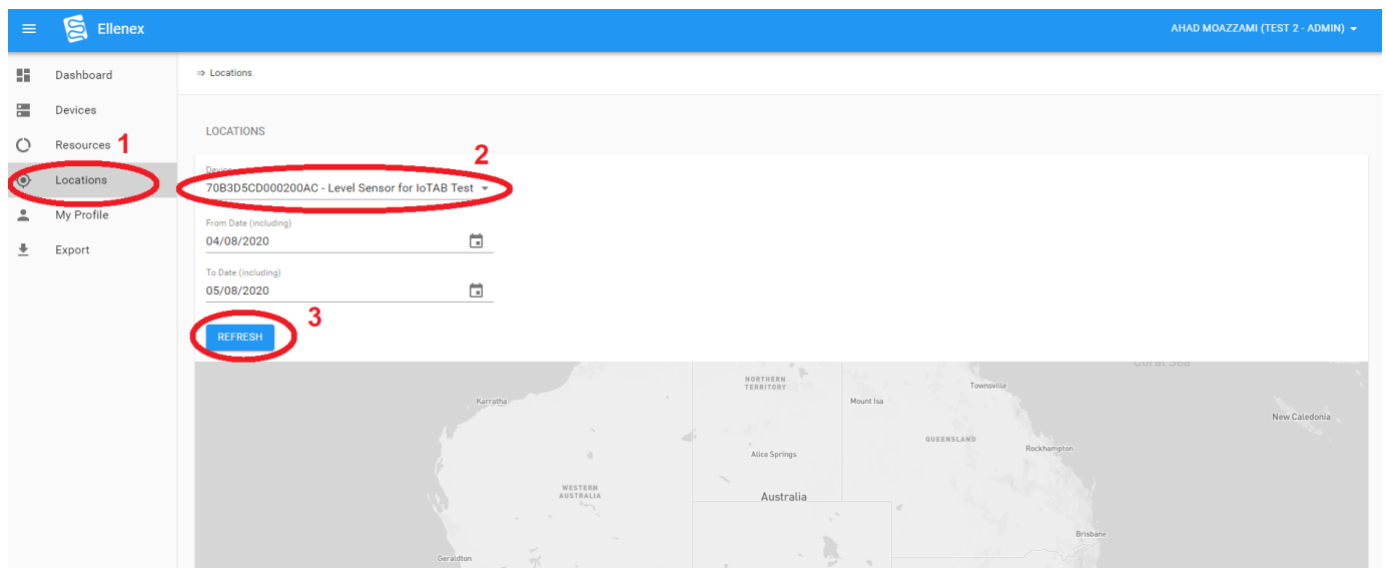 Ellenex
AHAD MOAZZAMI (TEST 2 - ADMIN)
Dashboard
⇒ Locations
Devices
Resources
1
LOCATIONS
2
Locations
Device
70B3D5CD000200AC - Level Sensor for IoTAB Test
My Profile
From Date (including)
04/08/2020
Export
To Date (including)
05/08/2020
3
REFRESH
Coral Sea
NORTHERN
TERRITORY
Townsville
Karratha
Mount Isa
New Caledonia
QUEENSLAND
Rockhampton
Alice Springs
WESTERN
AUSTRALIA
Australia
Brisbane
Geraldton